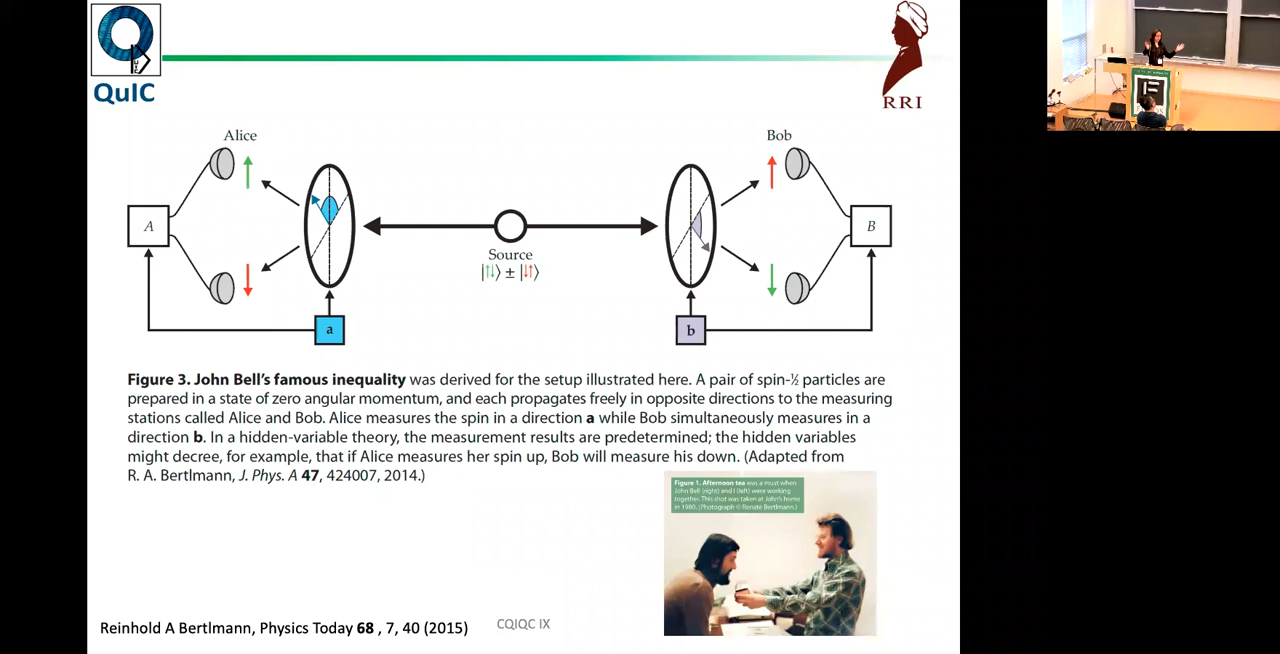 QuIC
RRI
Alice
Bob
A
B
Source
|↑↓⟩ ± |↓↑⟩
a
b
Figure 3. John Bell’s famous inequality was derived for the setup illustrated here. A pair of spin-½ particles are
prepared in a state of zero angular momentum, and each propagates freely in opposite directions to the measuring
stations called Alice and Bob. Alice measures the spin in a direction a while Bob simultaneously measures in a
direction b. In a hidden-variable theory, the measurement results are predetermined; the hidden variables
might decree, for example, that if Alice measures her spin up, Bob will measure his down. (Adapted from
R. A. Bertlmann, J. Phys. A 47, 424007, 2014.)
Figure 1. Afternoon tea was a must when
John Bell (right) and I (left) were working
together. This shot was taken at John's home
in 1980. (Photograph © Renate Bertlmann.)
Reinhold A Bertlmann, Physics Today 68 , 7, 40 (2015)
CQIQC IX